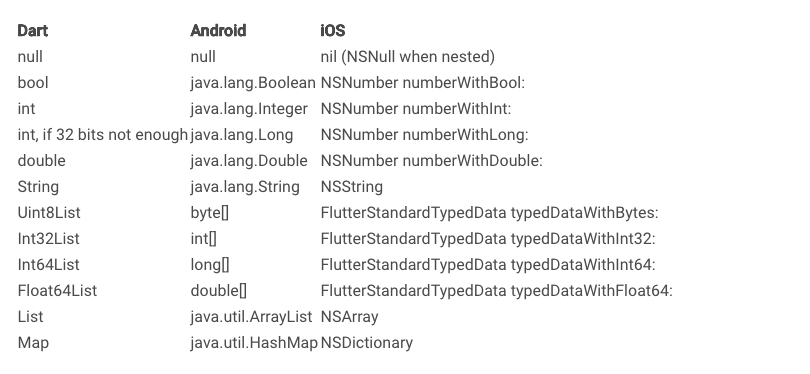 Dart Android iOS
null null nil (NSNull when nested)
bool java.lang.Boolean NSNumber numberWithBool:
int java.lang.Integer NSNumber numberWithInt:
int, if 32 bits not enough java.lang.Long NSNumber numberWithLong:
double java.lang.Double NSNumber numberWithDouble:
String java.lang.String NSString
Uint8List byte[] FlutterStandardTypedData typedDataWithBytes:
Int32List int[] FlutterStandardTypedData typedDataWithInt32:
Int64List long[] FlutterStandardTypedData typedDataWithInt64:
Float64List double[] FlutterStandardTypedData typedDataWithFloat64:
List java.util.ArrayList NSArray
Map java.util.HashMap NSDictionary